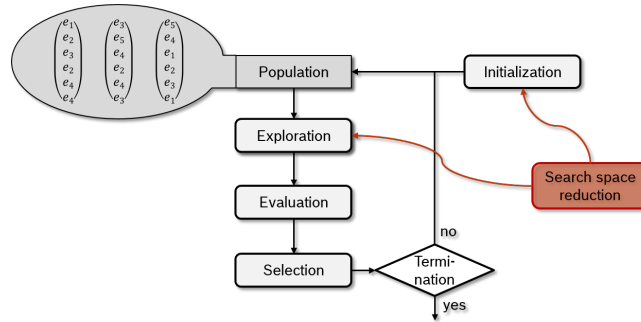 e₁ e₃ e₅
e₂ e₅ e₄
e₃ e₄ e₁
e₂ e₂ e₂
e₄ e₄ e₃
e₄ e₃ e₁
Population
Initialization
Exploration
Search space
reduction
Evaluation
no
Selection
Termi-
nation
yes